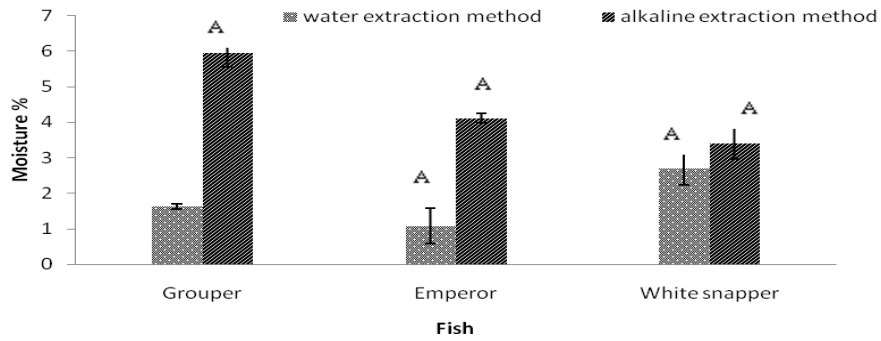 water extraction method alkaline extraction method
7
6
5
4
3
2
1
0
Moisture %
A
A
A
A
A
Grouper Emperor White snapper
Fish